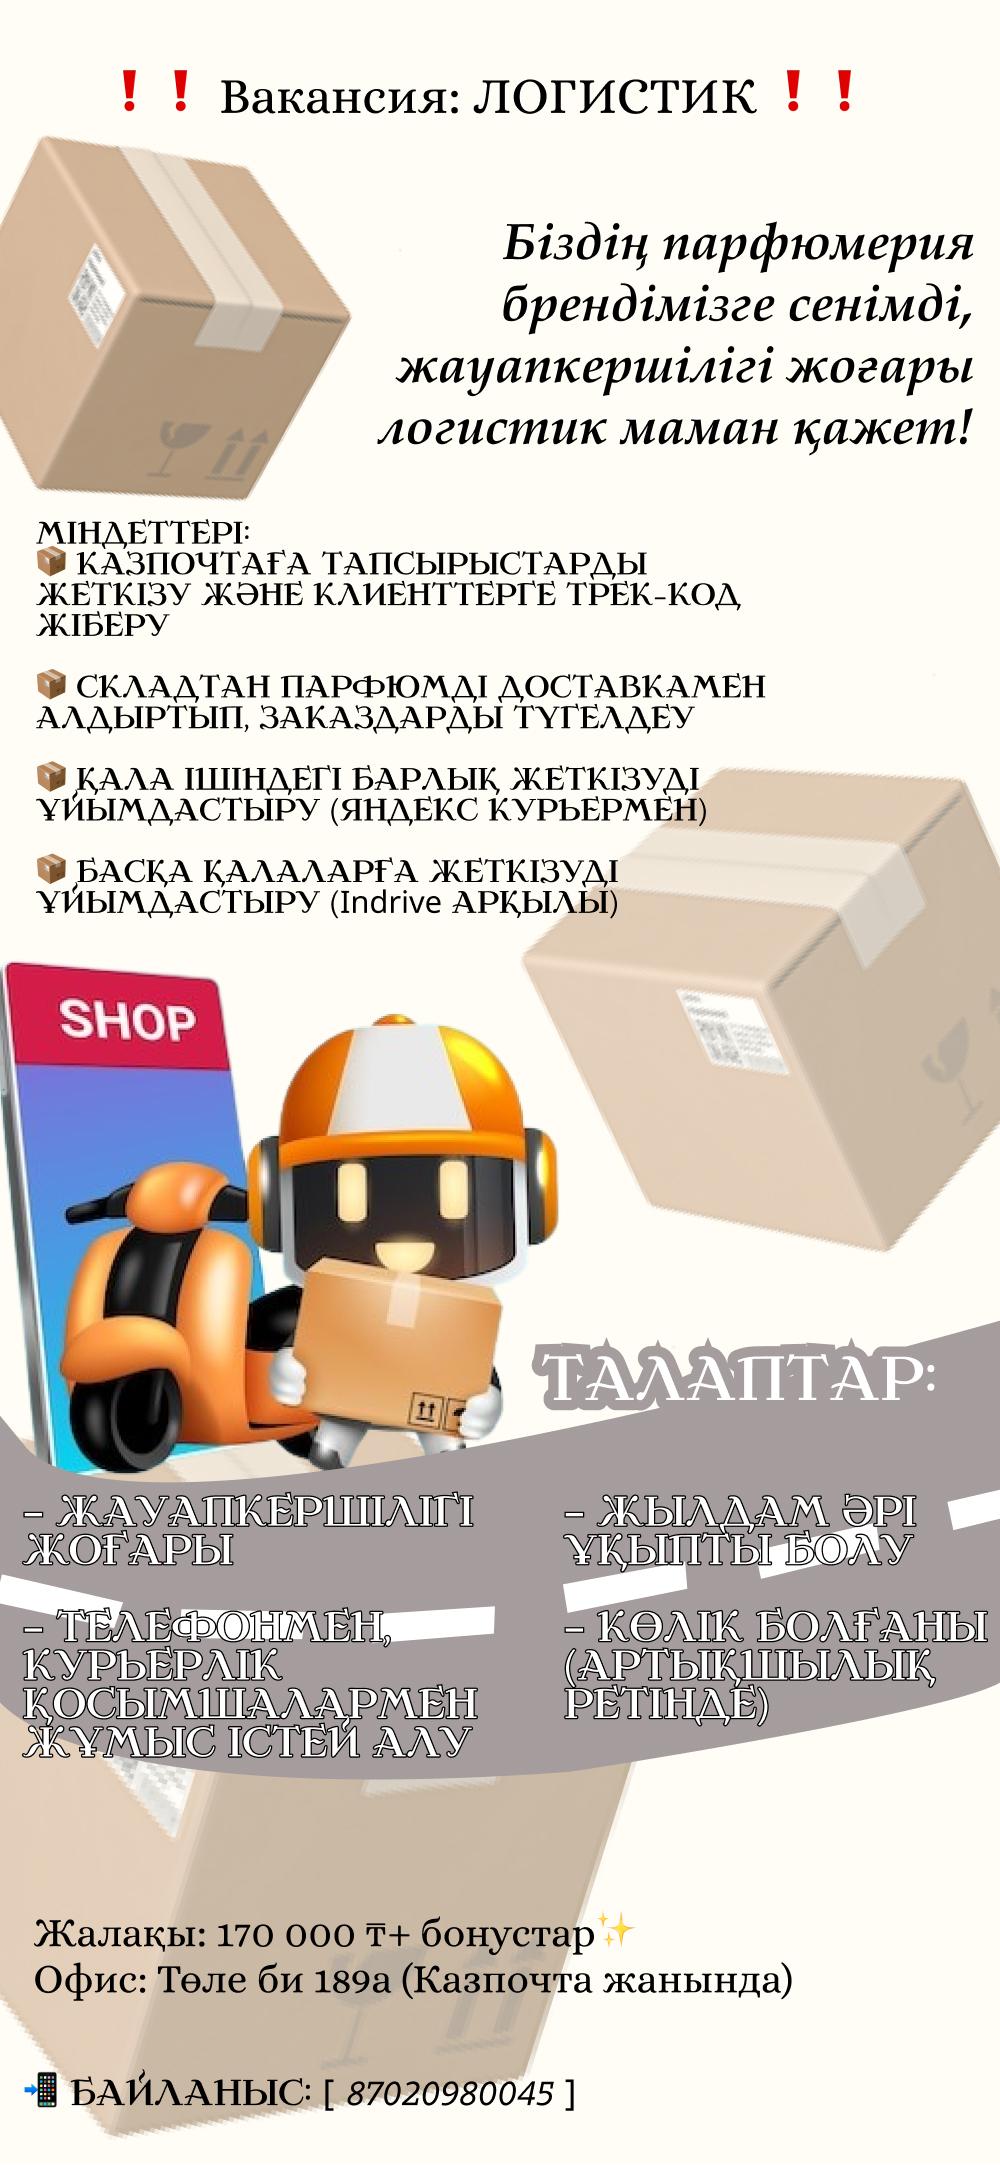 ❗❗ Вакансия: ЛОГИСТИК ❗❗
Біздің парфюмерия
брендімізге сенімді,
жауапкершілігі жоғары
логистик маман қажет!
МІНДЕТТЕРІ:
📦 КАЗПОЧТАҒА ТАПСЫРЫСТАРДЫ
ЖЕТКІЗУ ЖӘНЕ КЛИЕНТТЕРГЕ ТРЕК-КОД
ЖІБЕРУ
📦 СКЛАДТАН ПАРФЮМДІ ДОСТАВКАМЕН
АЛДЫРТЫП, ЗАКАЗДАРДЫ ТҮГЕЛДЕУ
📦 ҚАЛА ІШІНДЕГІ БАРЛЫҚ ЖЕТКІЗУДІ
ҰЙЫМДАСТЫРУ (ЯНДЕКС КУРЬЕРМЕН)
📦 БАСҚА ҚАЛАЛАРҒА ЖЕТКІЗУДІ
ҰЙЫМДАСТЫРУ (Indrive АРҚЫЛЫ)
SHOP
ТАЛАПТАР:
– ЖАУАПКЕРШІЛІГІ
ЖОҒАРЫ
– ТЕЛЕФОНМЕН,
КУРЬЕРЛІК
ҚОСЫМШАЛАРМЕН
ЖҰМЫС ІСТЕЙ АЛУ
– ЖЫЛДАМ ӘРІ
ҰҚЫПТЫ БОЛУ
– КӨЛІК БОЛҒАНЫ
(АРТЫҚШЫЛЫҚ
РЕТІНДЕ)
Жалақы: 170 000 ₸+ бонустар✨
Офис: Төле би 189а (Казпочта жанында)
📲 БАЙЛАНЫС: [ 87020980045 ]